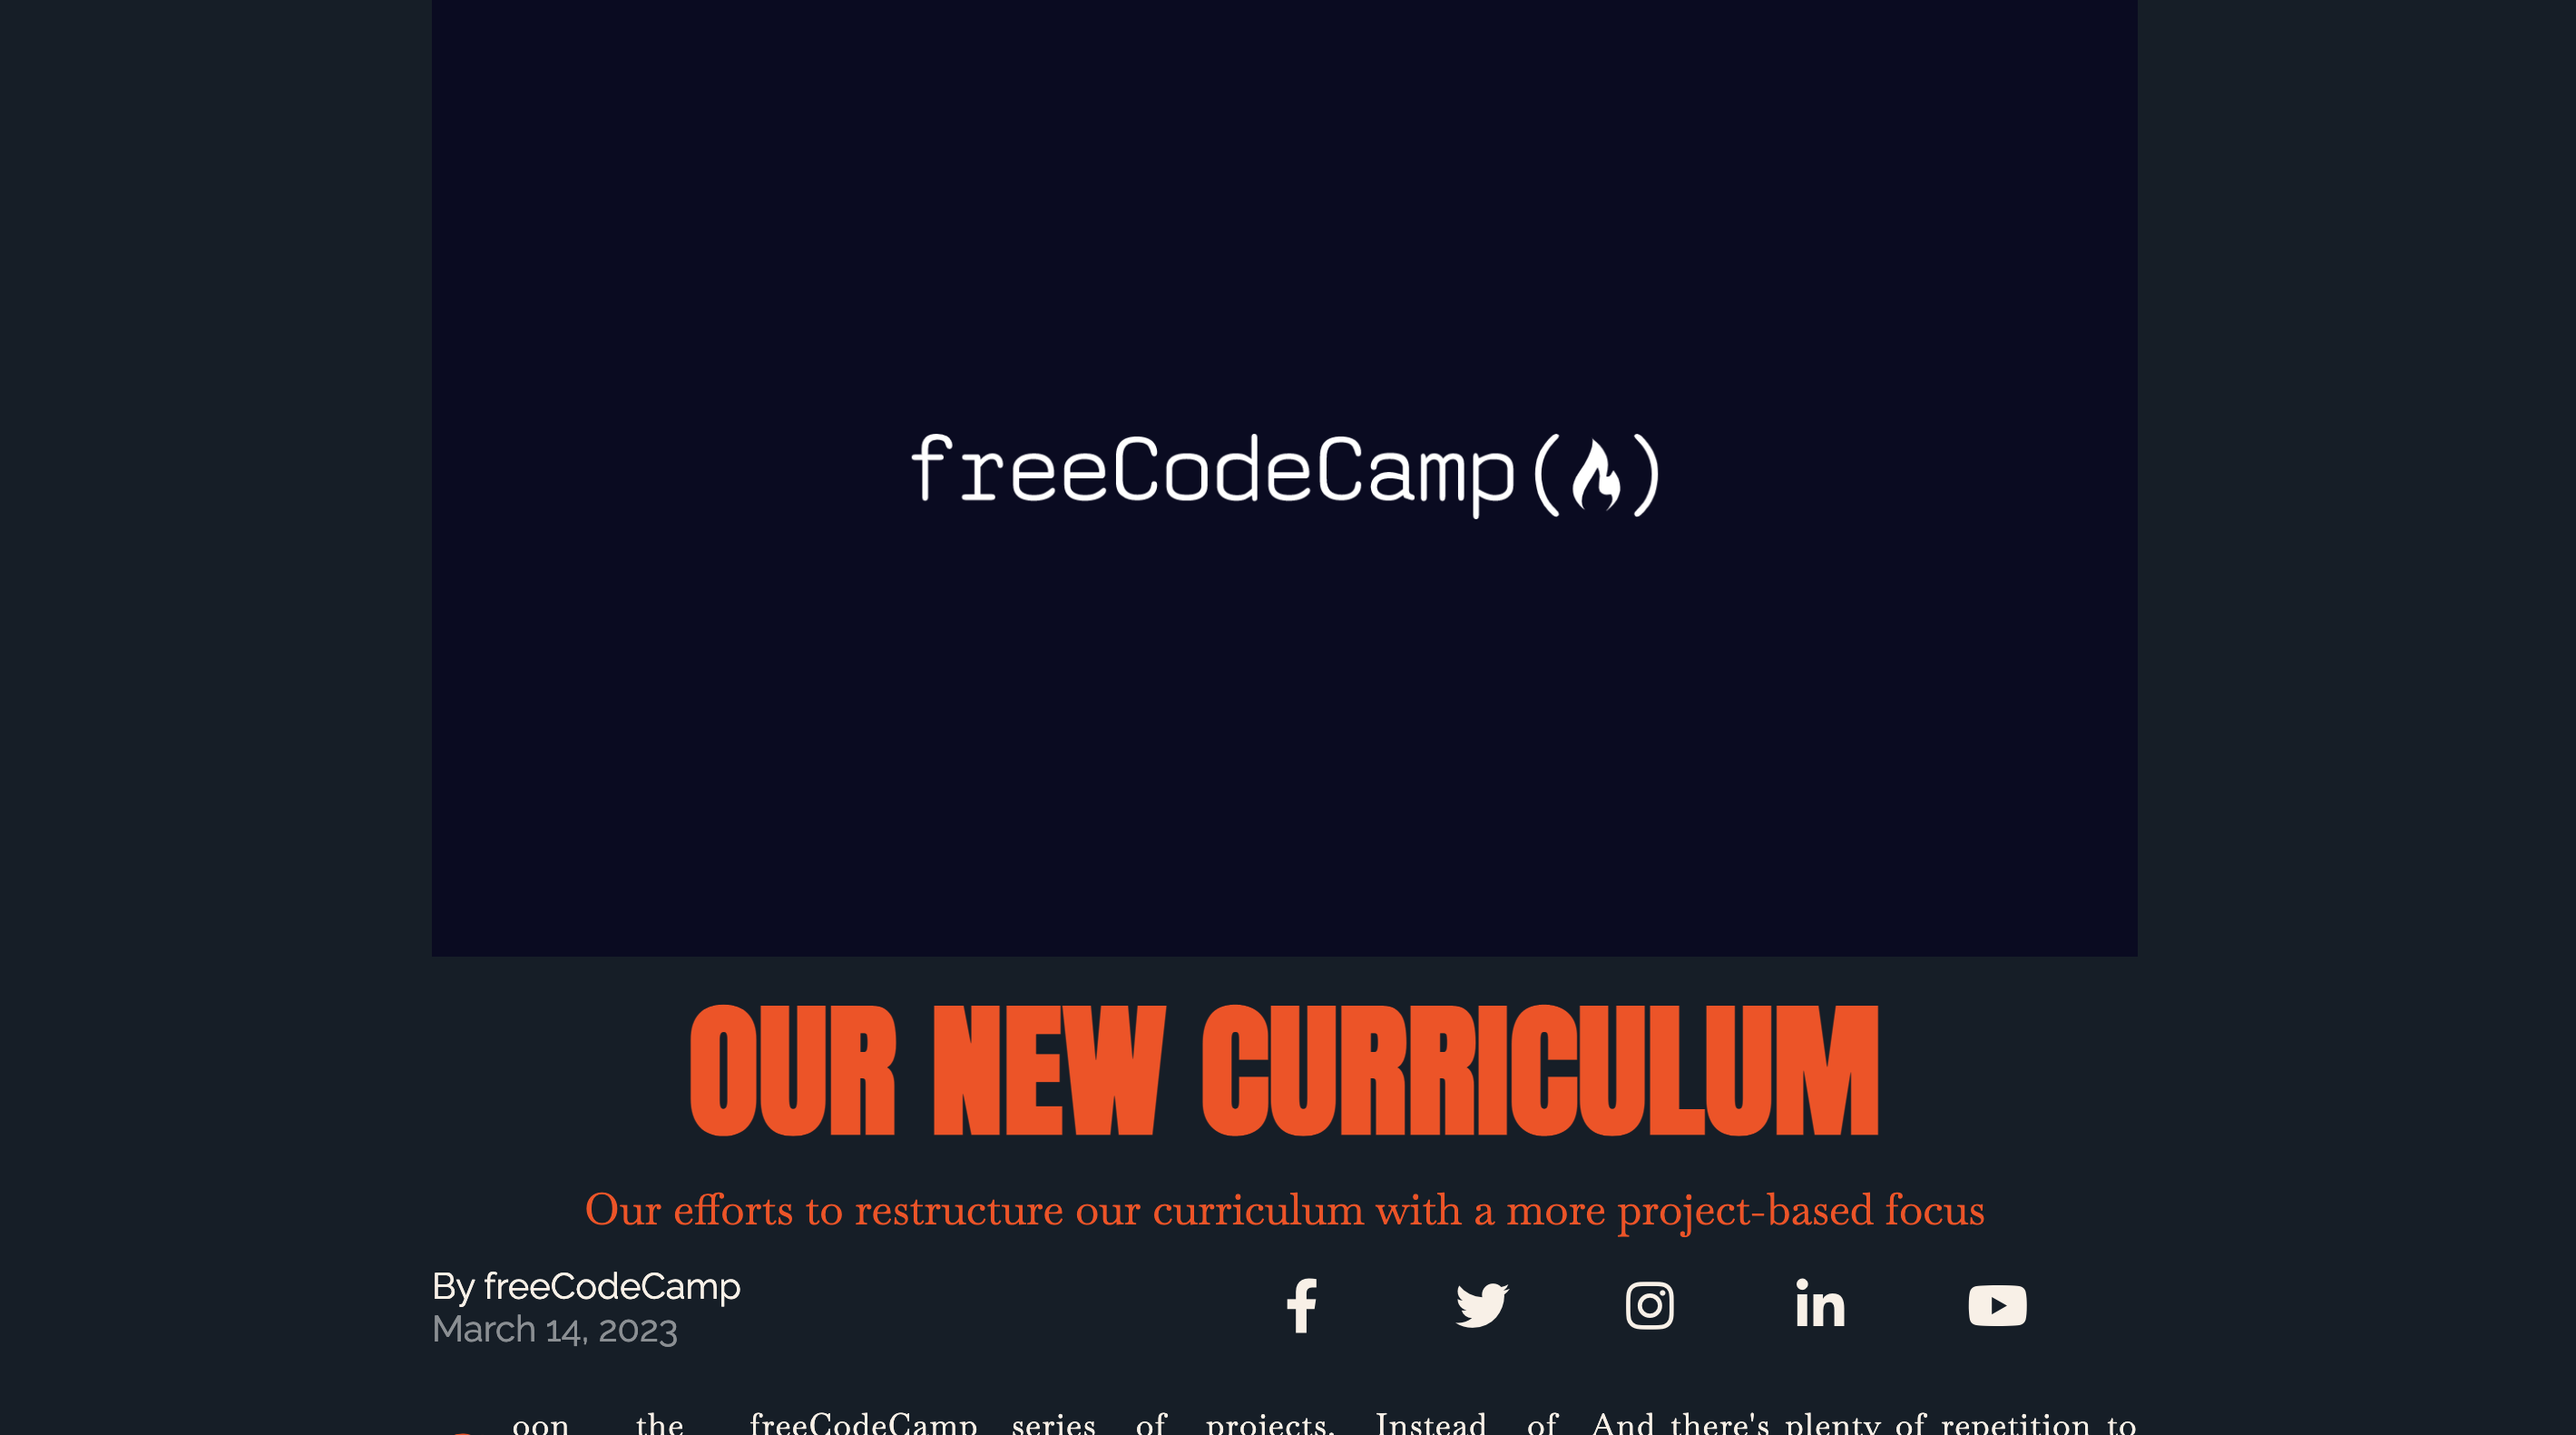 freeCodeCamp
OUR NEW CURRICULUM
Our efforts to restructure our curriculum with a more project-based focus
By freeCodeCamp
March 14, 2023
oon the freeCodeCamp
series of projects. Instead of
And there's plenty of repetition to